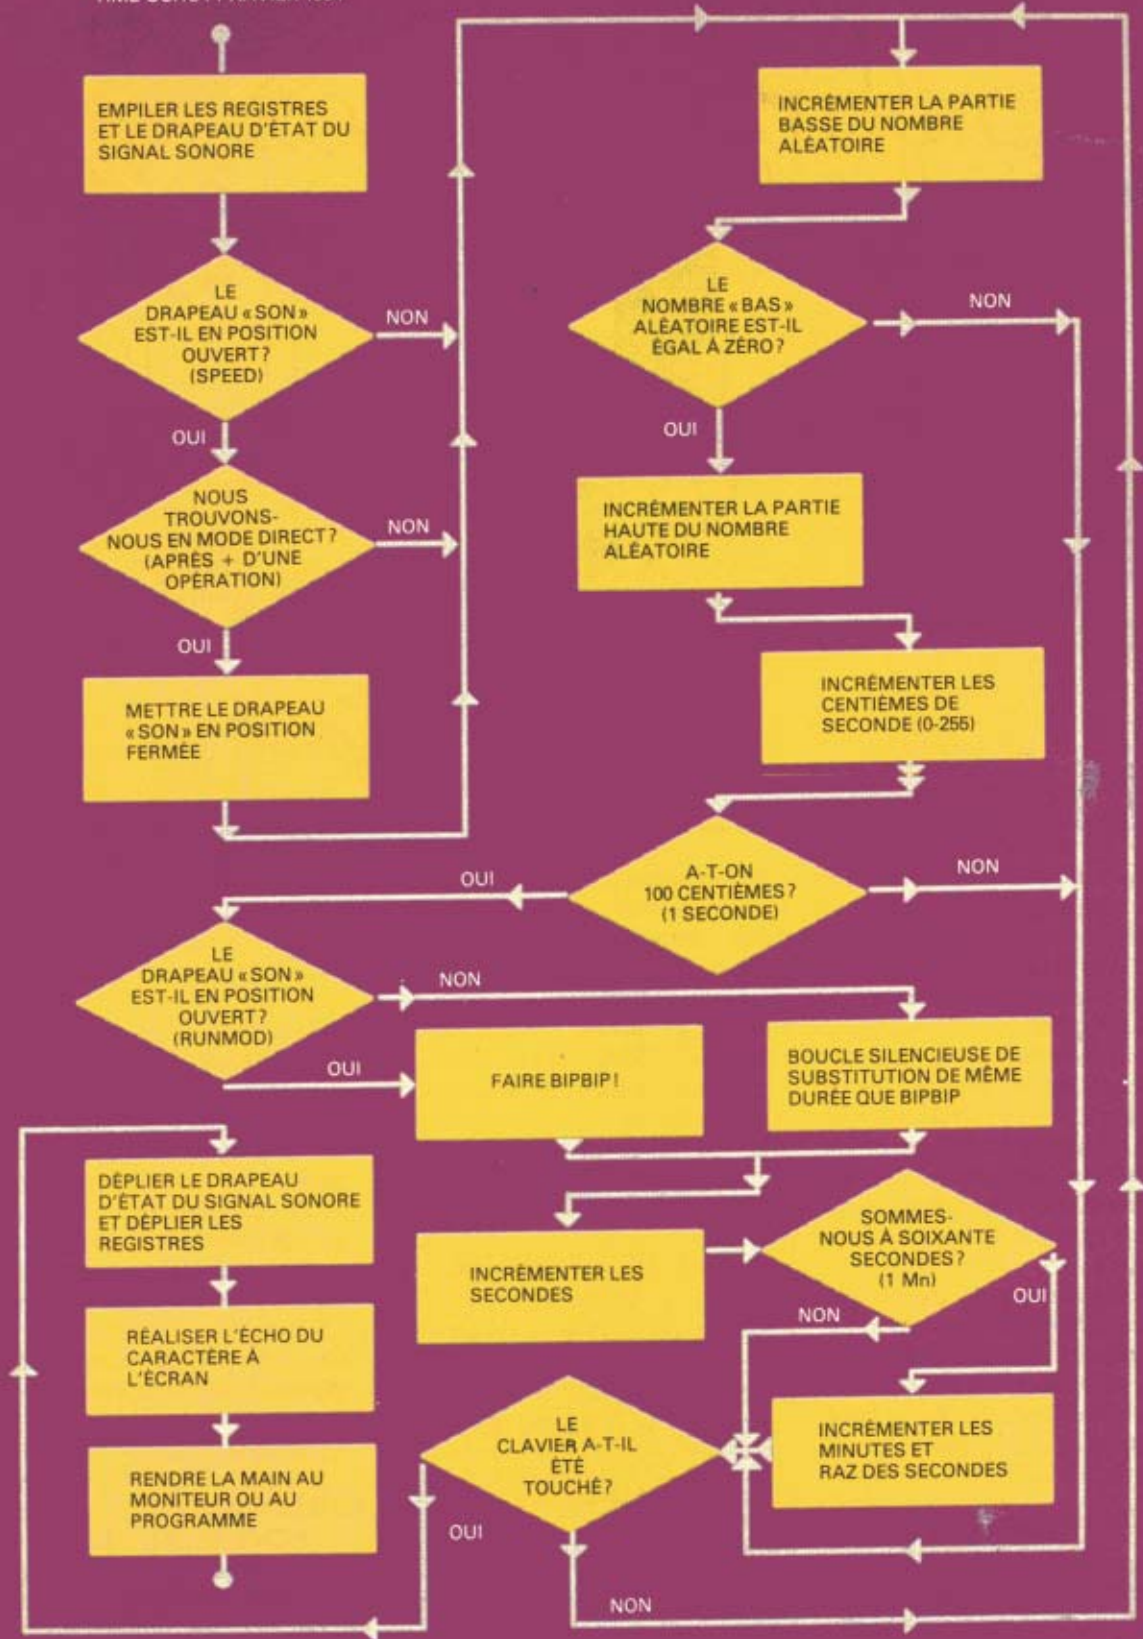 EMPILER LES REGISTRES
ET LE DRAPEAU D'ÉTAT DU
SIGNAL SONORE
LE
DRAPEAU «SON»
EST-IL EN POSITION
OUVERT?
(SPEED)
NON
OUI
NOUS
TROUVONS-
NOUS EN MODE DIRECT?
(APRÈS + D'UNE
OPÉRATION)
NON
OUI
METTRE LE DRAPEAU
«SON» EN POSITION
FERMÉE
INCRÉMENTER LA PARTIE
BASSE DU NOMBRE
ALÉATOIRE
LE
NOMBRE «BAS»
ALÉATOIRE EST-IL
ÉGAL À ZÉRO?
NON
OUI
INCRÉMENTER LA PARTIE
HAUTE DU NOMBRE
ALÉATOIRE
INCRÉMENTER LES
CENTIÈMES DE
SECONDE (0-255)
A-T-ON
100 CENTIÈMES?
(1 SECONDE)
NON
OUI
LE
DRAPEAU «SON»
EST-IL EN POSITION
OUVERT?
(RUNMOD)
NON
OUI
FAIRE BIPBIP!
BOUCLE SILENCIEUSE DE
SUBSTITUTION DE MÊME
DURÉE QUE BIPBIP
INCRÉMENTER LES
SECONDES
SOMMES-
NOUS À SOIXANTE
SECONDES?
(1 Mn)
OUI
NON
INCRÉMENTER LES
MINUTES ET
RAZ DES SECONDES
LE
CLAVIER A-T-IL
ÉTÉ
TOUCHÉ?
OUI
NON
DÉPLIER LE DRAPEAU
D'ÉTAT DU SIGNAL SONORE
ET DÉPLIER LES
REGISTRES
RÉALISER L'ÉCHO DU
CARACTÈRE À
L'ÉCRAN
RENDRE LA MAIN AU
MONITEUR OU AU
PROGRAMME